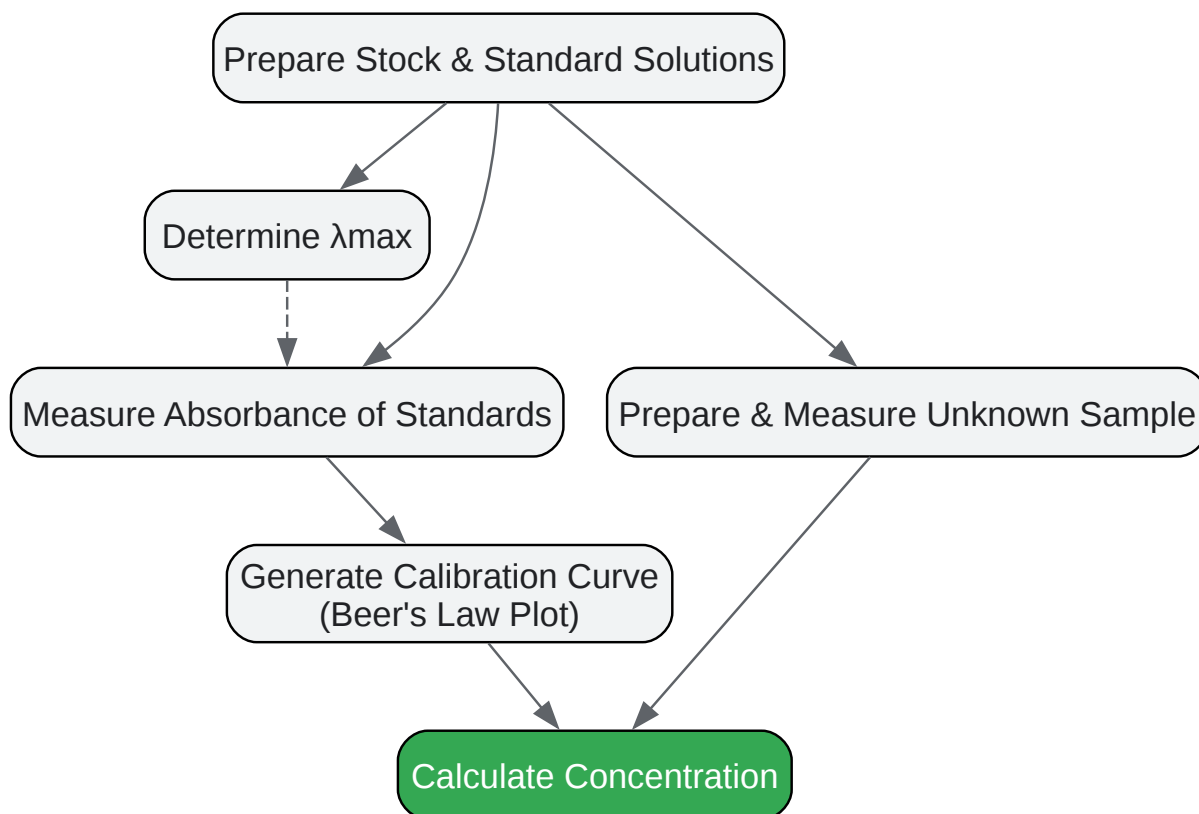 Prepare Stock & Standard Solutions
Determine λmax
Measure Absorbance of Standards
Prepare & Measure Unknown Sample
Generate Calibration Curve
(Beer's Law Plot)
Calculate Concentration